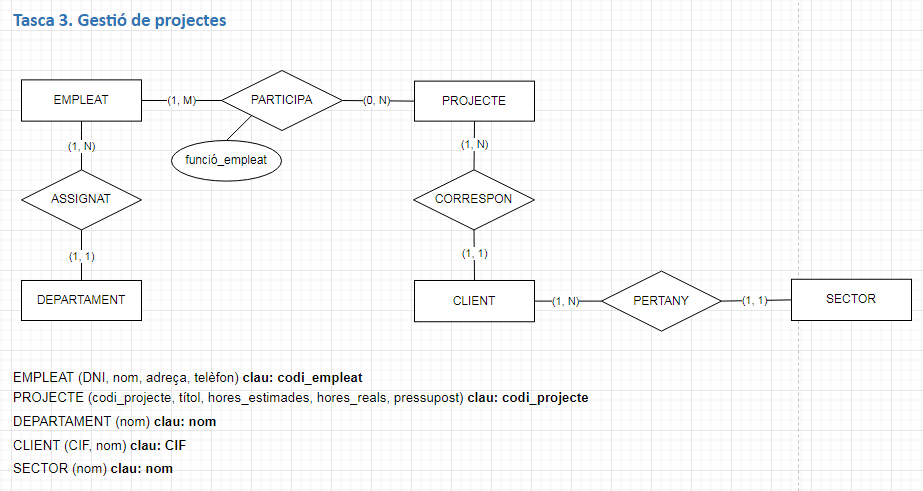 Tasca 3. Gestió de projectes
EMPLEAT
(1, M)
PARTICIPA
(0, N)
PROJECTE
funció_empleat
(1, N)
(1, N)
ASSIGNAT
CORRESPON
(1, 1)
(1, 1)
DEPARTAMENT
CLIENT
(1, N)
PERTANY
(1, 1)
SECTOR
EMPLEAT (DNI, nom, adreça, telèfon) clau: codi_empleat
PROJECTE (codi_projecte, títol, hores_estimades, hores_reals, pressupost) clau: codi_projecte
DEPARTAMENT (nom) clau: nom
CLIENT (CIF, nom) clau: CIF
SECTOR (nom) clau: nom